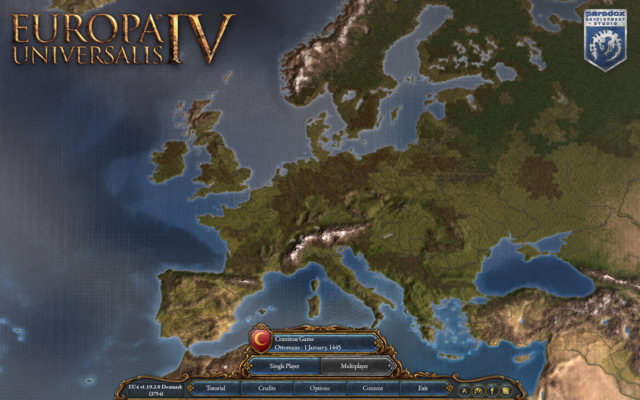 EUROPA
UNIVERSALIS IV
paradox
DEVELOPMENT
STUDIO
Continue Game
Ottomans - 1 January, 1445
Single Player
Multiplayer
EU4 v1.19.2.0 Denmark
(3754)
Tutorial
Credits
Options
Content
Exit